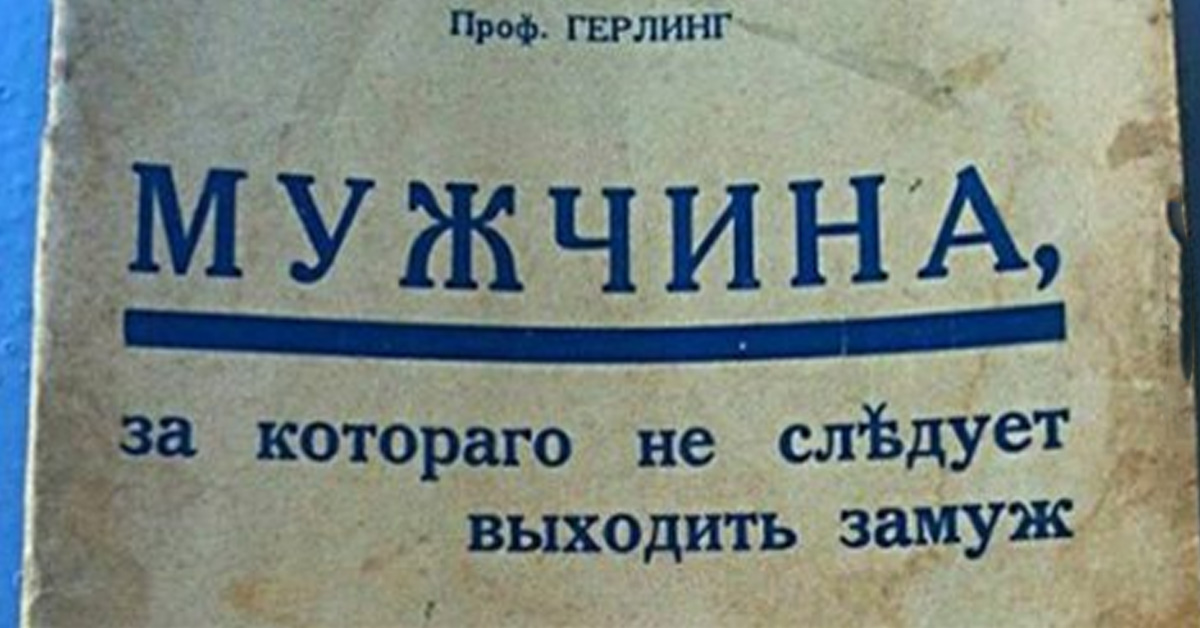 Проф. ГЕРЛИНГ
МУЖЧИНА,
за котораго не слѣдует
выходить замуж